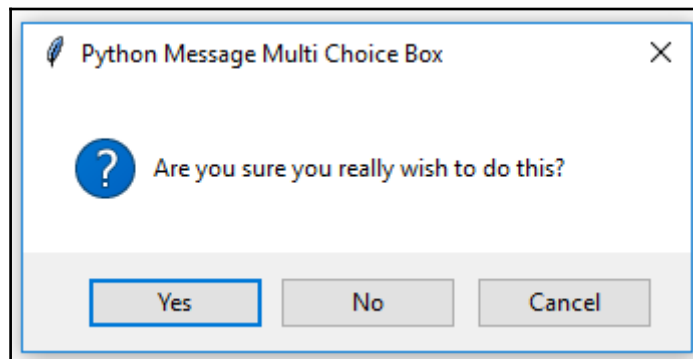 Python Message Multi Choice Box
?
Are you sure you really wish to do this?
Yes No Cancel